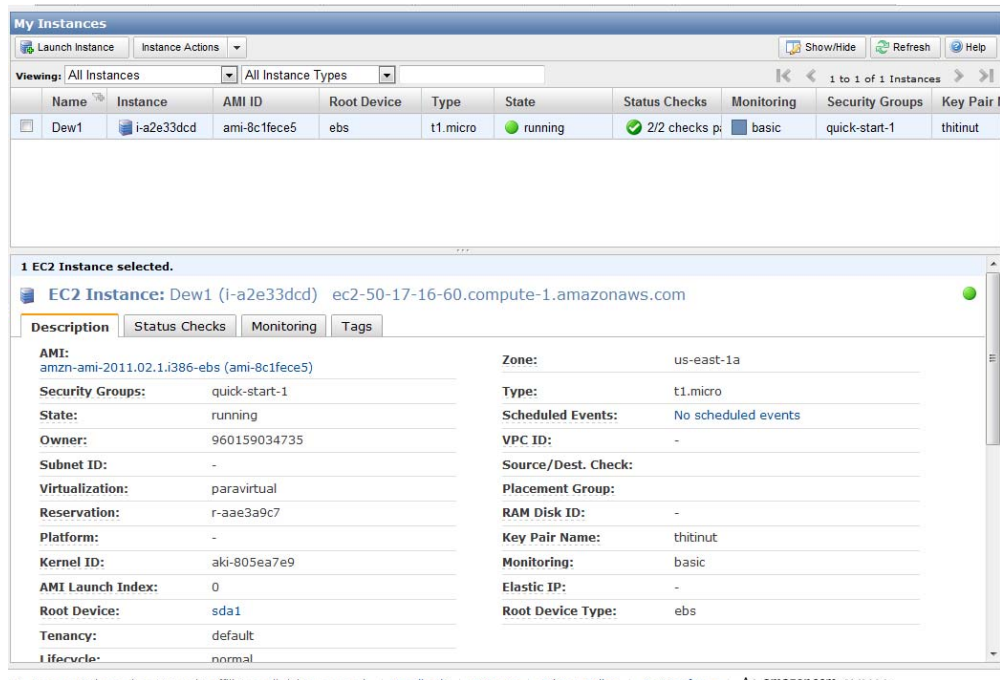 My Instances
Launch Instance Instance Actions Show/Hide Refresh Help
Viewing: All Instances All Instance Types 1 to 1 of 1 Instances
Name Instance AMI ID Root Device Type State Status Checks Monitoring Security Groups Key Pair
Dew1 i-a2e33dcd ami-8c1fece5 ebs t1.micro running 2/2 checks basic quick-start-1 thitinut
1 EC2 Instance selected.
EC2 Instance: Dew1 (i-a2e33dcd) ec2-50-17-16-60.compute-1.amazonaws.com
Description Status Checks Monitoring Tags
AMI:
amzn-ami-2011.02.1.i386-ebs (ami-8c1fece5)
Zone: us-east-1a
Security Groups: quick-start-1 Type: t1.micro
State: running Scheduled Events: No scheduled events
Owner: 960159034735 VPC ID: -
Subnet ID: - Source/Dest. Check:
Virtualization: paravirtual Placement Group:
Reservation: r-aae3a9c7 RAM Disk ID: -
Platform: - Key Pair Name: thitinut
Kernel ID: aki-805ea7e9 Monitoring: basic
AMI Launch Index: 0 Elastic IP: -
Root Device: sda1 Root Device Type: ebs
Tenancy: default
Lifecycle: normal